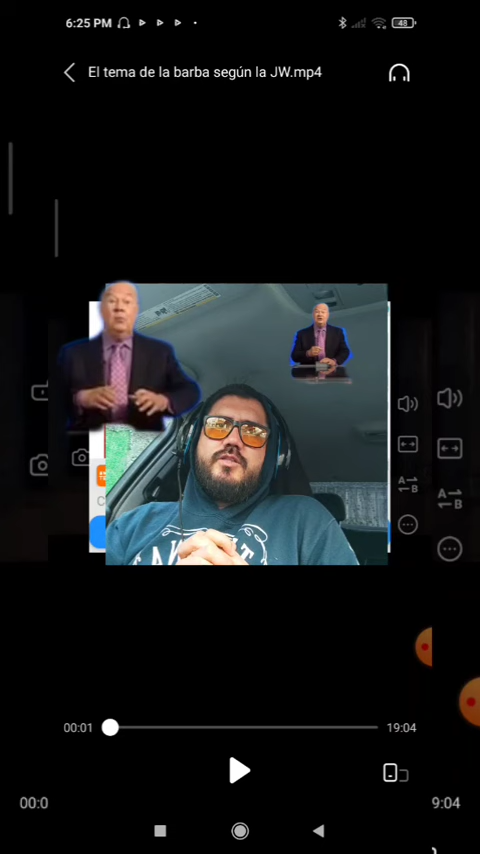 6:25 PM
48
El tema de la barba según la JW.mp4
A
B
A
B
00:01
19:04
00:0
9:04